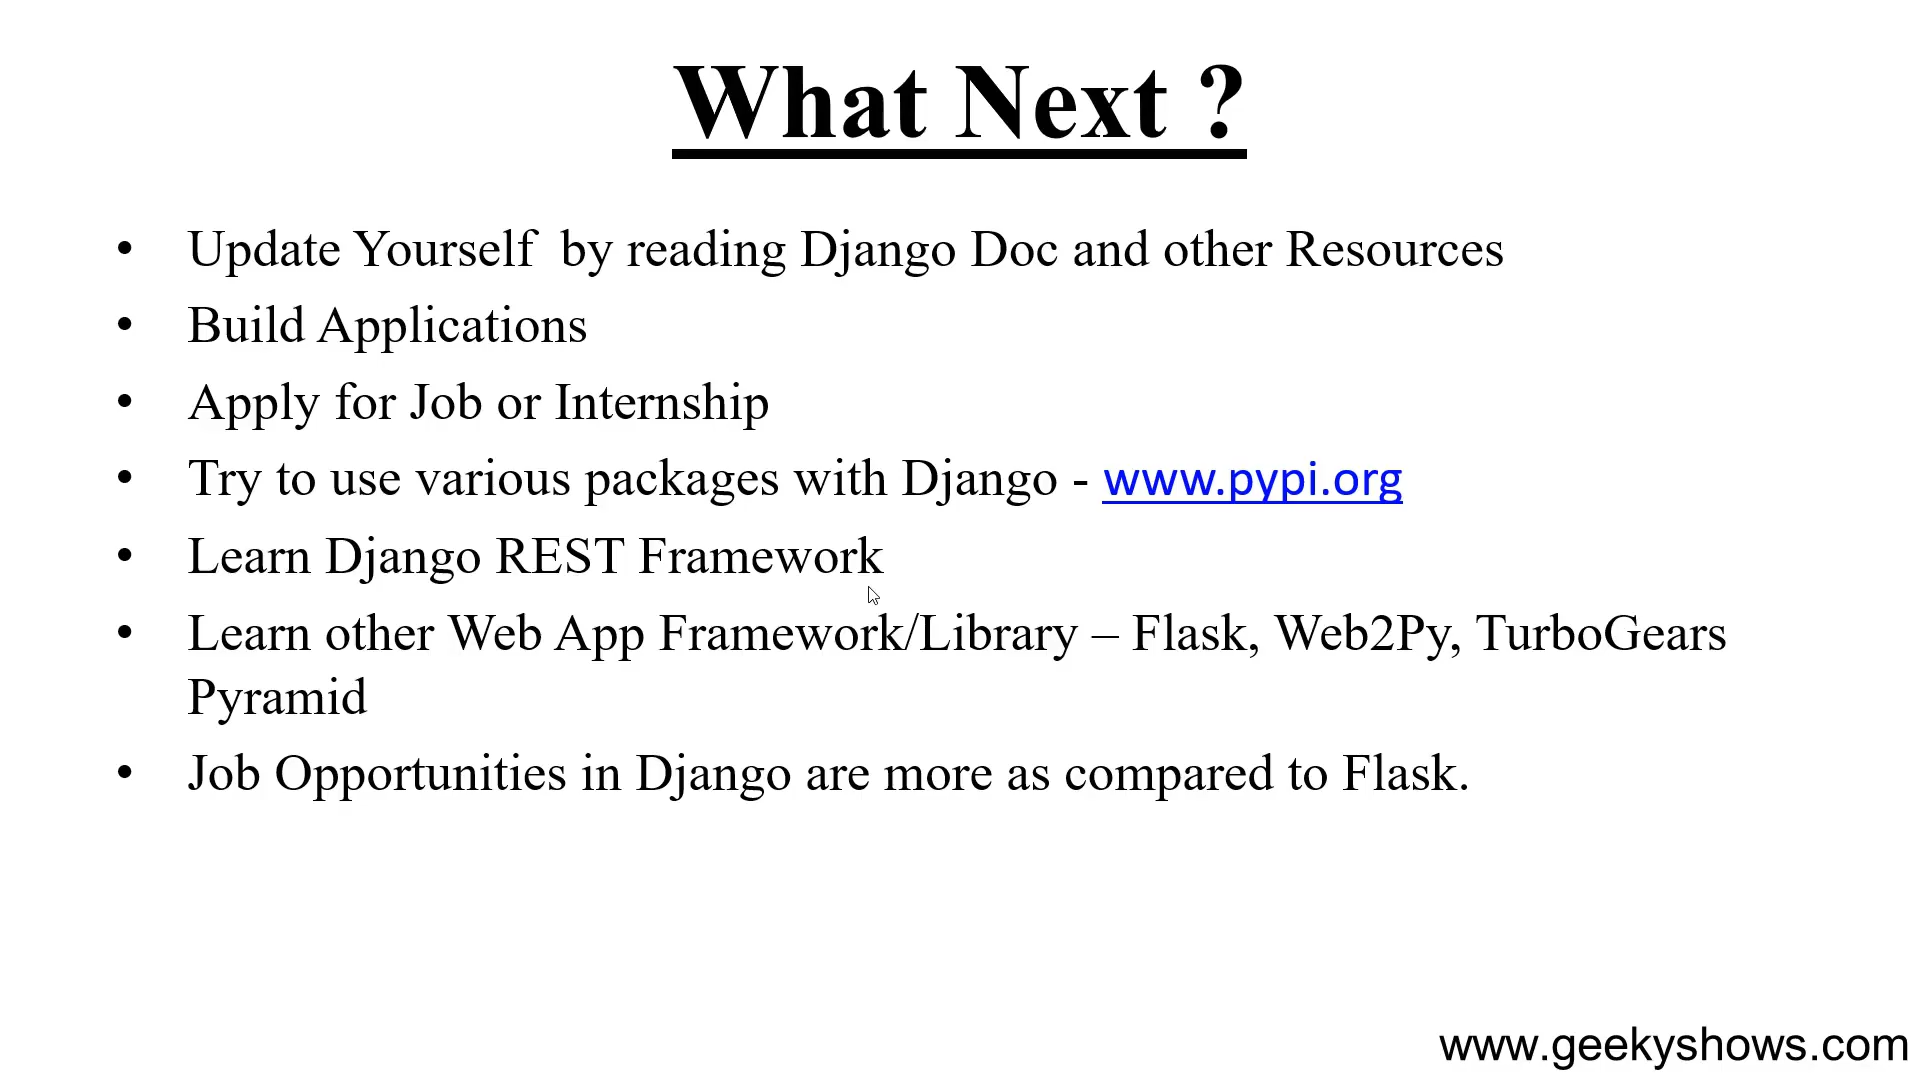 What Next ?
• Update Yourself  by reading Django Doc and other Resources
• Build Applications
• Apply for Job or Internship
• Try to use various packages with Django - www.pypi.org
• Learn Django REST Framework
• Learn other Web App Framework/Library – Flask, Web2Py, TurboGears
Pyramid
• Job Opportunities in Django are more as compared to Flask.
www.geekyshows.com